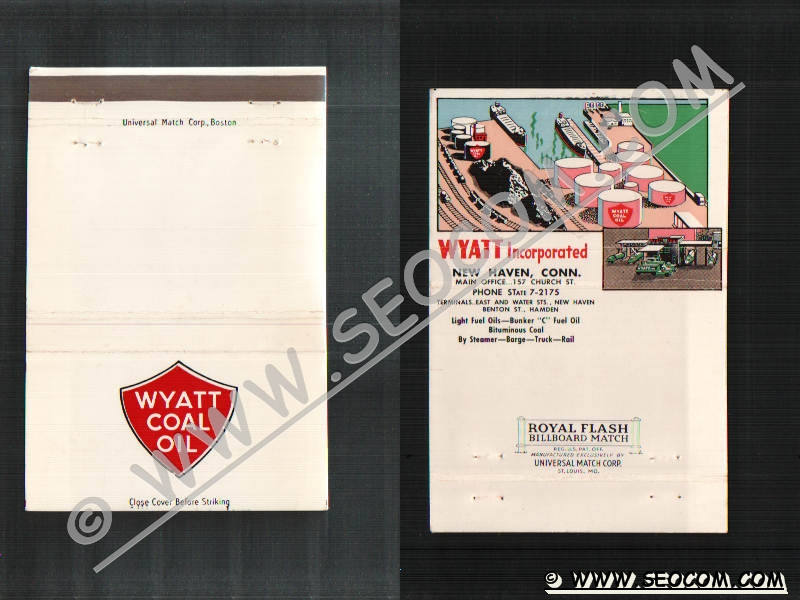 Universal Match Corp., Boston
WYATT
COAL
OIL
Close Cover Before Striking
WYATT
COAL
OIL
WYATT Incorporated
NEW HAVEN, CONN.
MAIN OFFICE...157 CHURCH ST.
PHONE STATE 7-2175
TERMINALS..EAST AND WATER STS., NEW HAVEN
BENTON ST., HAMDEN
Light Fuel Oils—Bunker "C" Fuel Oil
Bituminous Coal
By Steamer—Barge—Truck—Rail
ROYAL FLASH
BILLBOARD MATCH
REG. U.S. PAT. OFF.
MANUFACTURED EXCLUSIVELY BY
UNIVERSAL MATCH CORP.
ST. LOUIS, MO.
© WWW.SEOCOM.COM
© WWW.SEOCOM.COM